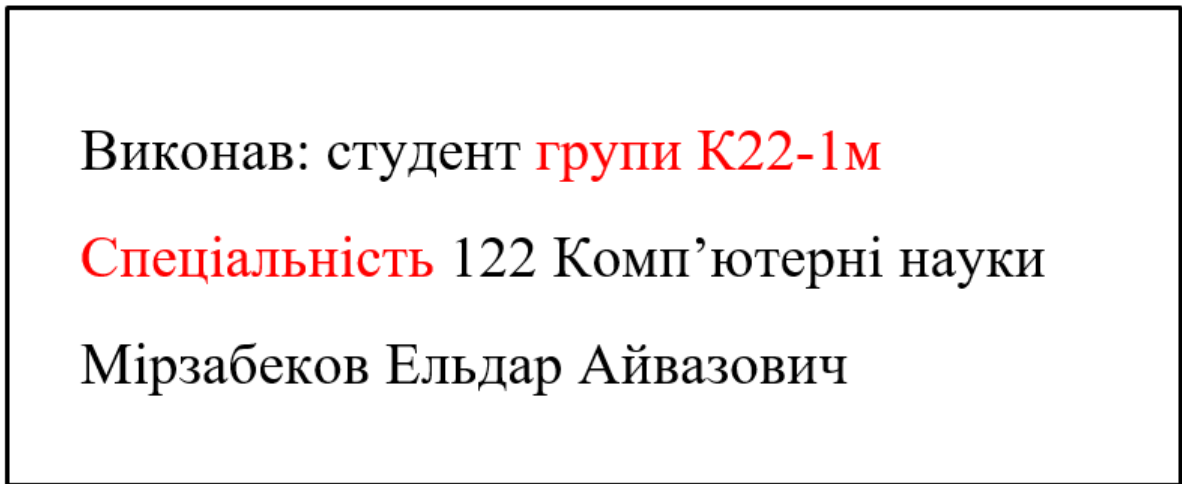 Виконав: студент групи К22-1м
Спеціальність 122 Комп’ютерні науки
Мірзабеков Ельдар Айвазович